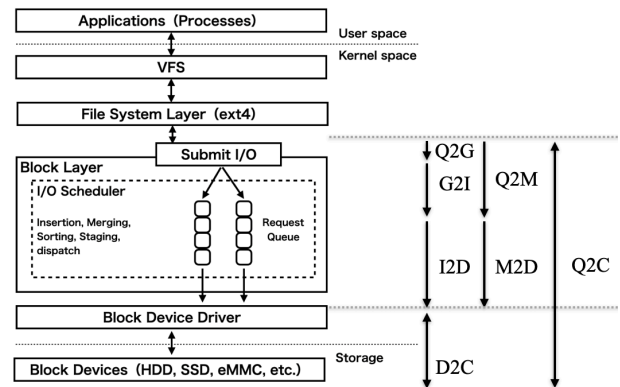 Applications (Processes)
User space
Kernel space
VFS
File System Layer (ext4)
Submit I/O
Block Layer
I/O Scheduler
Insertion, Merging,
Sorting, Staging,
dispatch
Request
Queue
Block Device Driver
Storage
Block Devices (HDD, SSD, eMMC, etc.)
Q2G
G2I
Q2M
I2D
M2D
Q2C
D2C